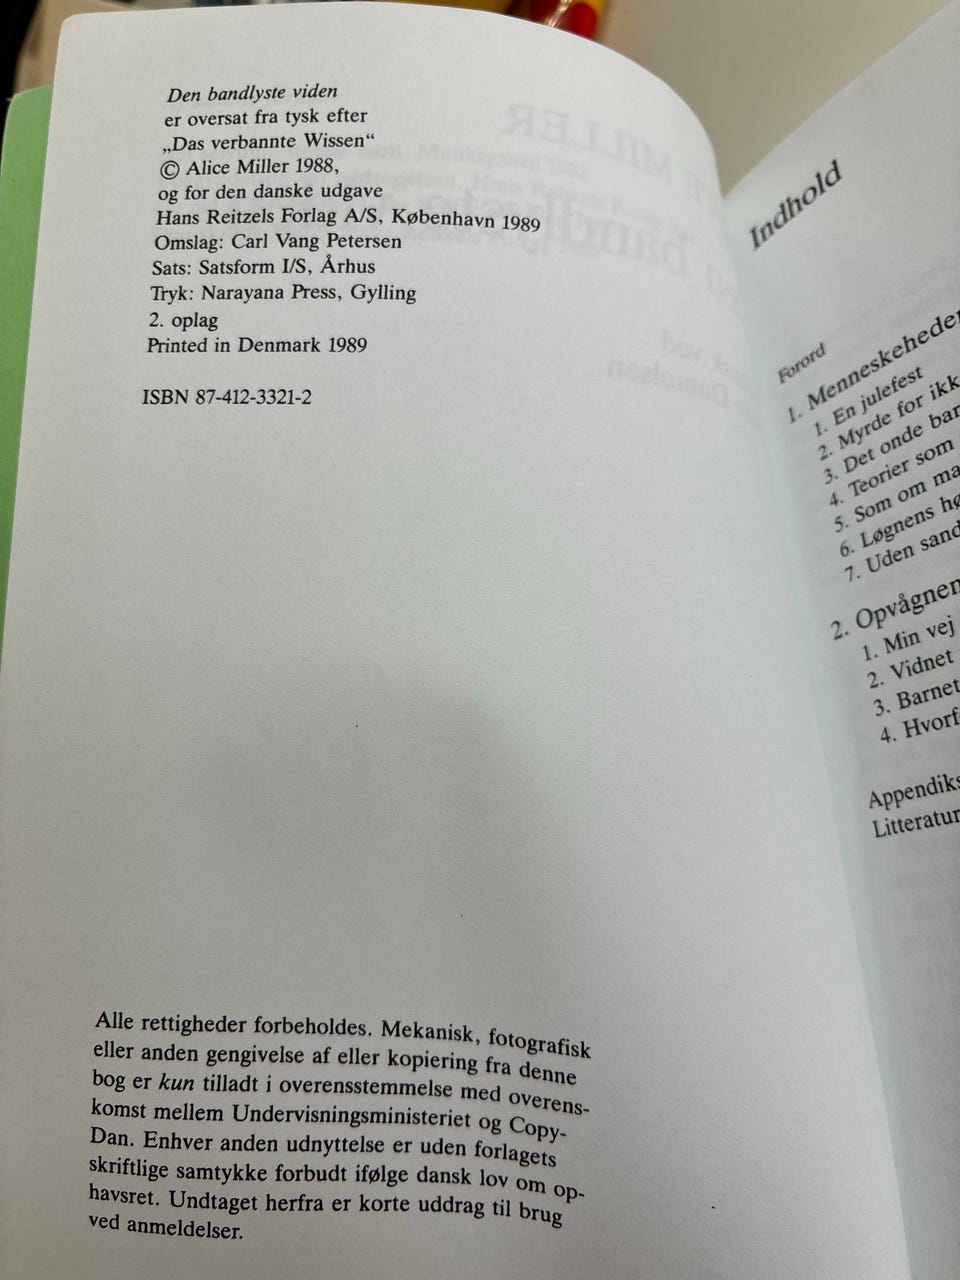 Den bandlyste viden
er oversat fra tysk efter
„Das verbannte Wissen“
© Alice Miller 1988,
og for den danske udgave
Hans Reitzels Forlag A/S, København 1989
Omslag: Carl Vang Petersen
Sats: Satsform I/S, Århus
Tryk: Narayana Press, Gylling
2. oplag
Printed in Denmark 1989
ISBN 87-412-3321-2
Alle rettigheder forbeholdes. Mekanisk, fotografisk
eller anden gengivelse af eller kopiering fra denne
bog er kun tilladt i overensstemmelse med overens-
komst mellem Undervisningsministeriet og Copy-
Dan. Enhver anden udnyttelse er uden forlagets
skriftlige samtykke forbudt ifølge dansk lov om op-
havsret. Undtaget herfra er korte uddrag til brug
ved anmeldelser.
Indhold
Forord
1. Menneskeheden
1. En julefest
2. Myrde for ikk
3. Det onde bar
4. Teorier som
5. Som om ma
6. Løgnens hø
7. Uden sand
2. Opvågnen
1. Min vej
2. Vidnet
3. Barnet
4. Hvorf
Appendiks
Litteratur